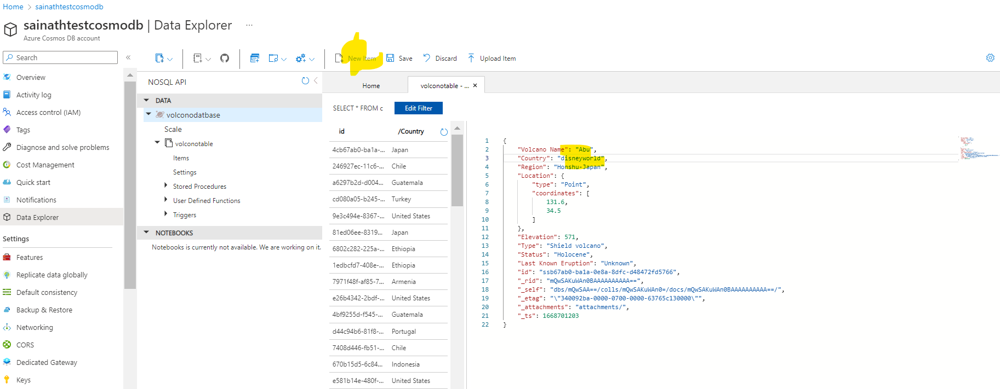 Home > sainathtestcosmodb
sainathtestcosmodb | Data Explorer ...
Azure Cosmos DB account
Search
«
New Item
Save
Discard
Upload Item
Overview
Activity log
Access control (IAM)
Tags
Diagnose and solve problems
Cost Management
Quick start
Notifications
Data Explorer
Settings
Features
Replicate data globally
Default consistency
Backup & Restore
Networking
CORS
Dedicated Gateway
Keys
NOSQL API
DATA
volconodatbase
Scale
volconotable
Items
Settings
Stored Procedures
User Defined Functions
Triggers
NOTEBOOKS
Notebooks is currently not available. We are working on it.
Home
volconotable - ... ×
SELECT * FROM c
Edit Filter
id /Country
4cb67ab0-ba1a-... Japan
246927ec-11c6-... Chile
a6297b2d-d004... Guatemala
cd080a05-b245-... Turkey
9e3c494e-8367-... United States
81ed06ee-8319... Japan
6802c282-225a-... Ethiopia
1edbcfd7-408e-... Ethiopia
7971f48f-af85-7... Armenia
e26b4342-2bdf-... United States
4bf9255d-f545-... Guatemala
d44c94b6-81f8-... Portugal
7408d446-fb51-... Chile
670b15d5-6c84... Indonesia
e581b14e-480f-... United States
1 {
2 "Volcano Name": "Abu",
3 "Country": "disneyworld",
4 "Region": "Honshu-Japan",
5 "Location": {
6 "type": "Point",
7 "coordinates": [
8 131.6,
9 34.5
10 ]
11 },
12 "Elevation": 571,
13 "Type": "Shield volcano",
14 "Status": "Holocene",
15 "Last Known Eruption": "Unknown",
16 "id": "ssb67ab0-ba1a-0e8a-8dfc-d48472fd5766",
17 "_rid": "mQwSAKuWAn0BAAAAAAAAAA==",
18 "_self": "dbs/mQwSAA==/colls/mQwSAKuWAn0=/docs/mQwSAKuWAn0BAAAAAAAAAA==/",
19 "_etag": "\"340092ba-0000-0700-0000-63765c130000\"",
20 "_attachments": "attachments/",
21 "_ts": 1668701203
22 }